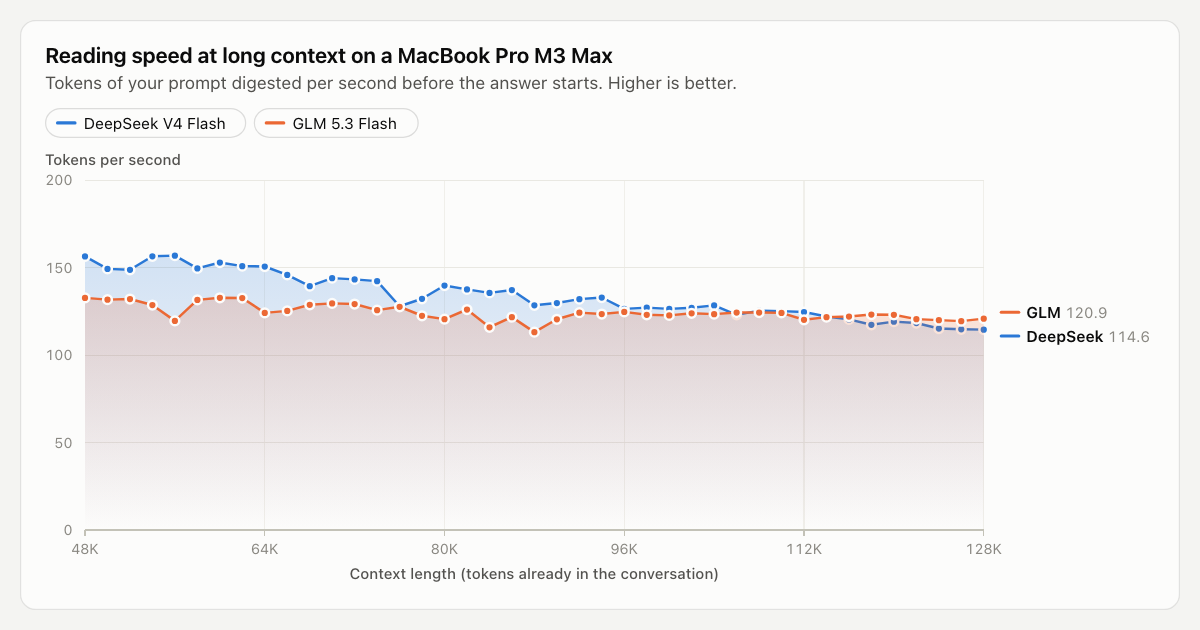 Reading speed at long context on a MacBook Pro M3 Max
Tokens of your prompt digested per second before the answer starts. Higher is better.
DeepSeek V4 Flash
GLM 5.3 Flash
Tokens per second
200
150
100
50
0
GLM 120.9
DeepSeek 114.6
48K
64K
80K
96K
112K
128K
Context length (tokens already in the conversation)